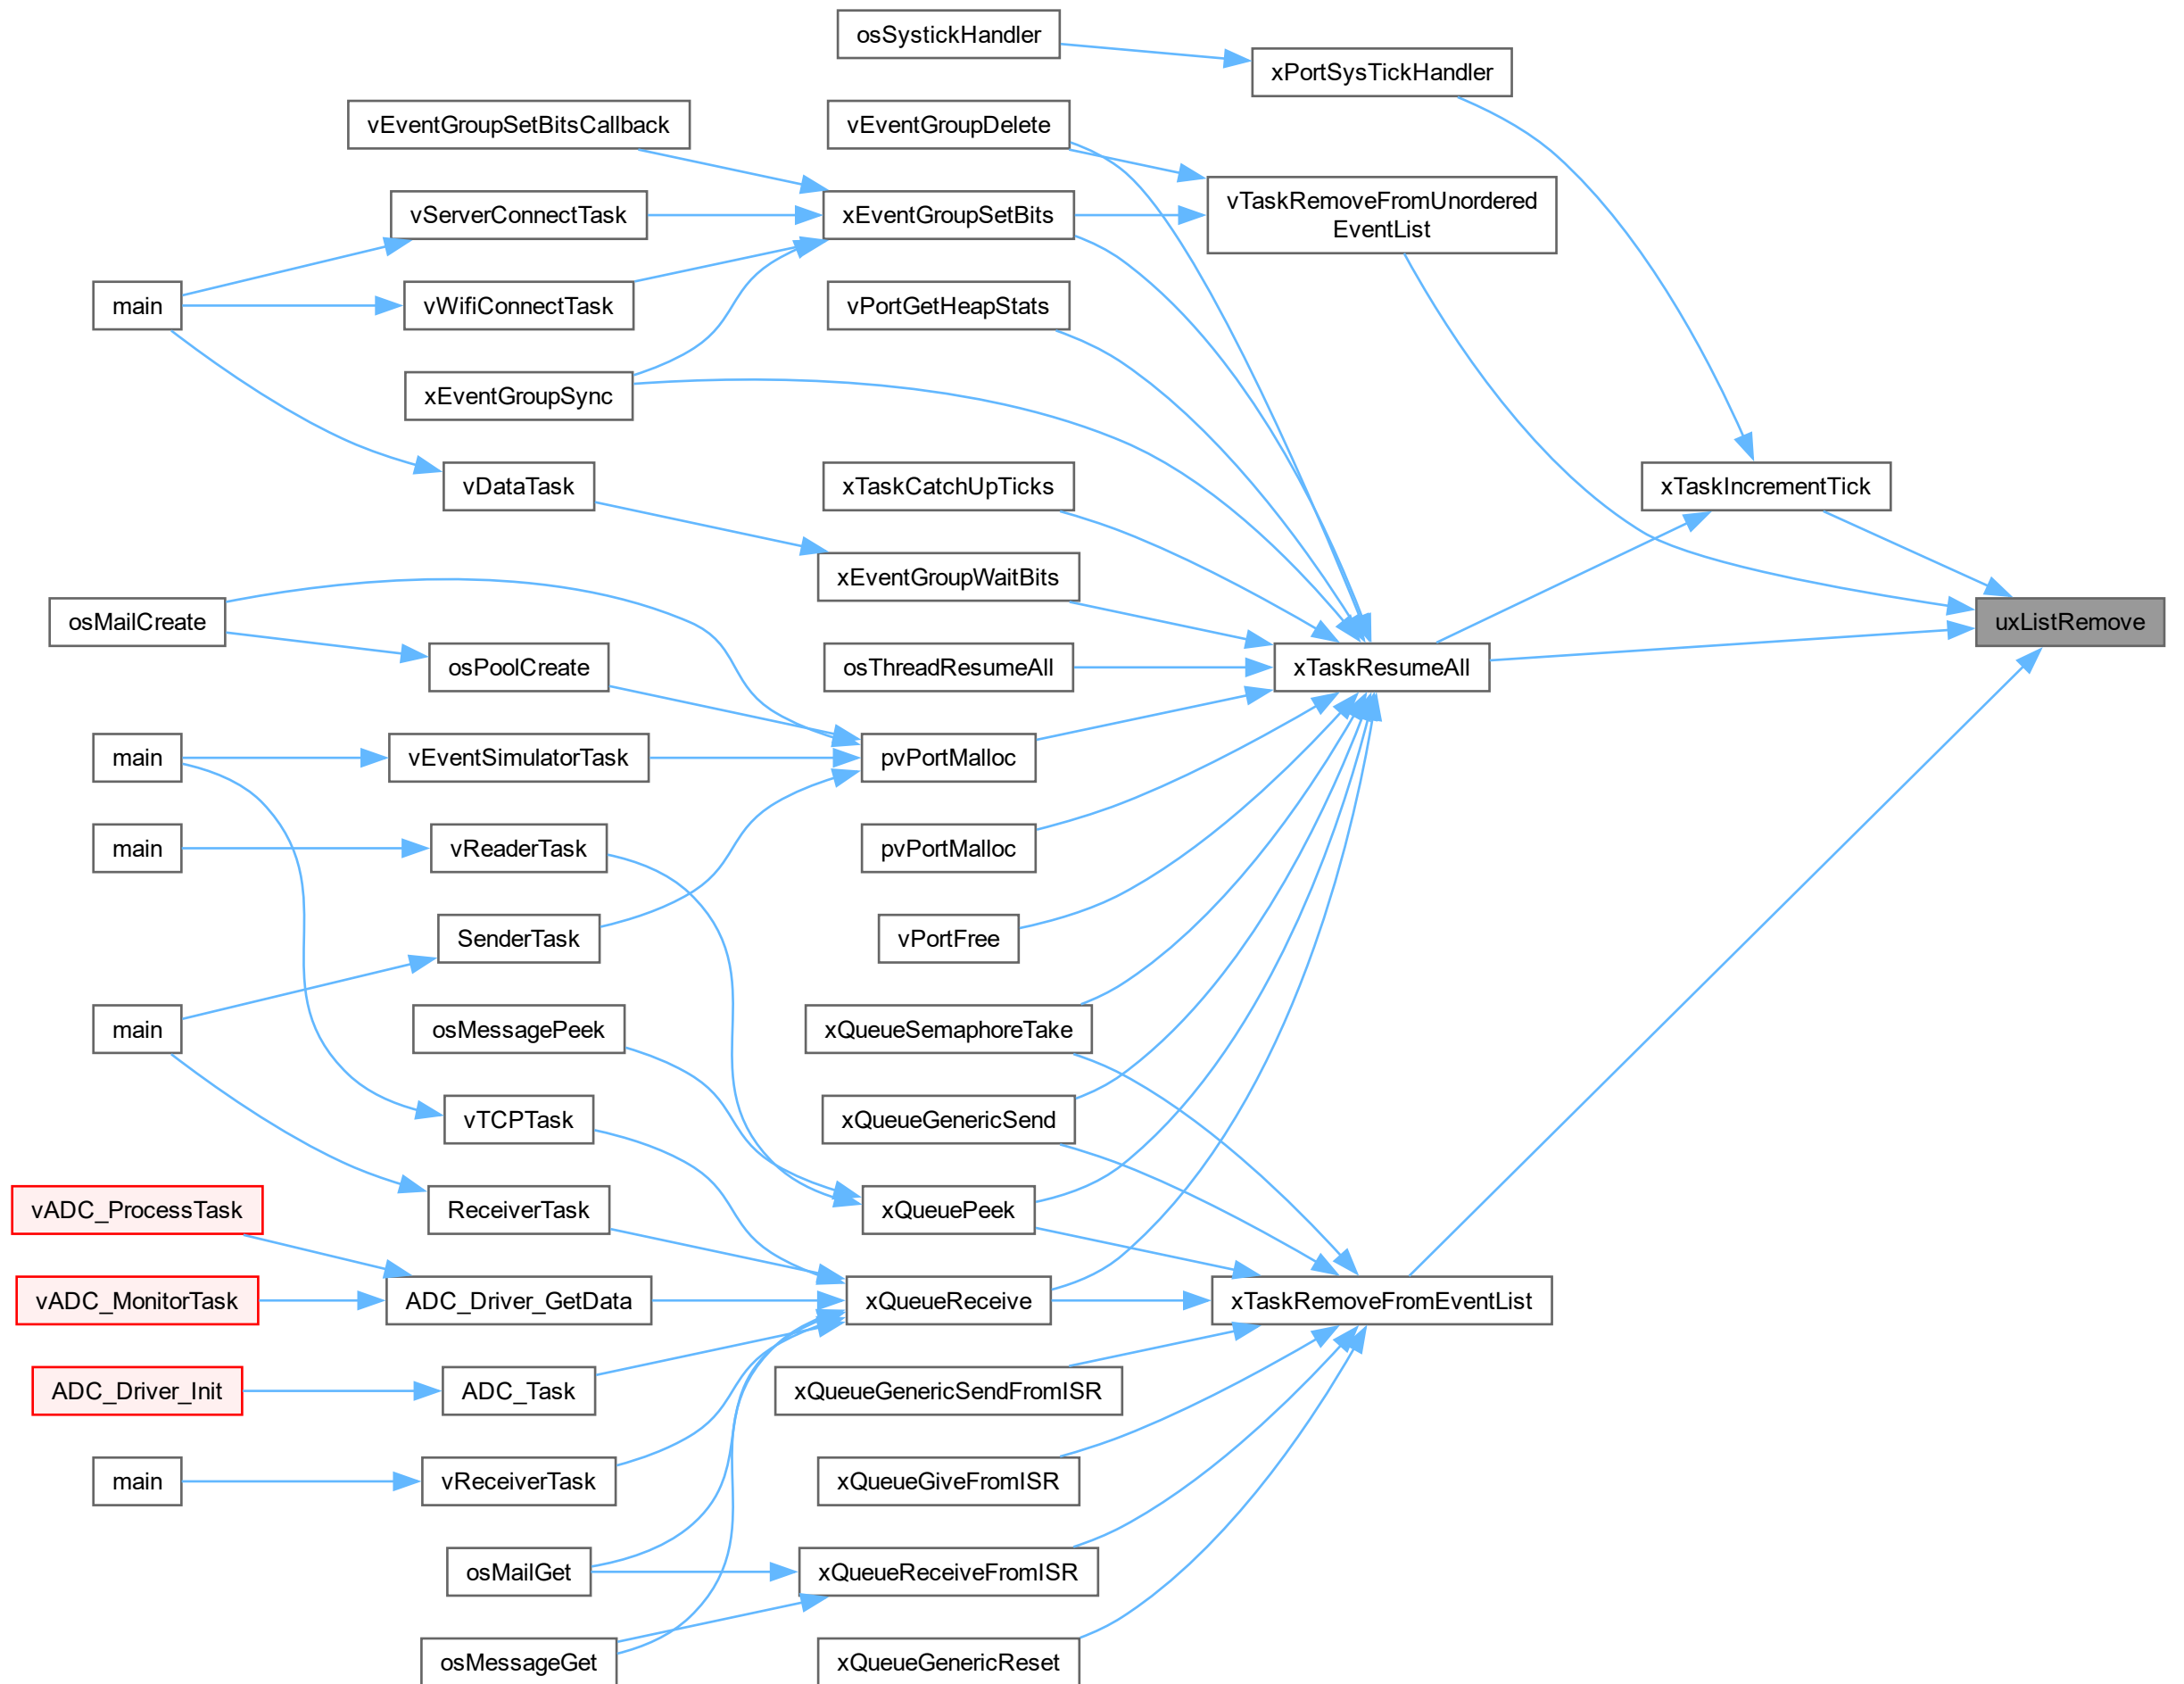 osSystickHandler
xPortSysTickHandler
vEventGroupSetBitsCallback
vEventGroupDelete
vServerConnectTask
xEventGroupSetBits
vTaskRemoveFromUnordered
EventList
main
vWifiConnectTask
vPortGetHeapStats
xEventGroupSync
vDataTask
xTaskCatchUpTicks
xTaskIncrementTick
xEventGroupWaitBits
osMailCreate
uxListRemove
osPoolCreate
osThreadResumeAll
xTaskResumeAll
main
vEventSimulatorTask
pvPortMalloc
main
vReaderTask
pvPortMalloc
SenderTask
vPortFree
main
osMessagePeek
xQueueSemaphoreTake
vTCPTask
xQueueGenericSend
vADC_ProcessTask
ReceiverTask
xQueuePeek
vADC_MonitorTask
ADC_Driver_GetData
xQueueReceive
xTaskRemoveFromEventList
ADC_Driver_Init
ADC_Task
xQueueGenericSendFromISR
main
vReceiverTask
xQueueGiveFromISR
osMailGet
xQueueReceiveFromISR
osMessageGet
xQueueGenericReset